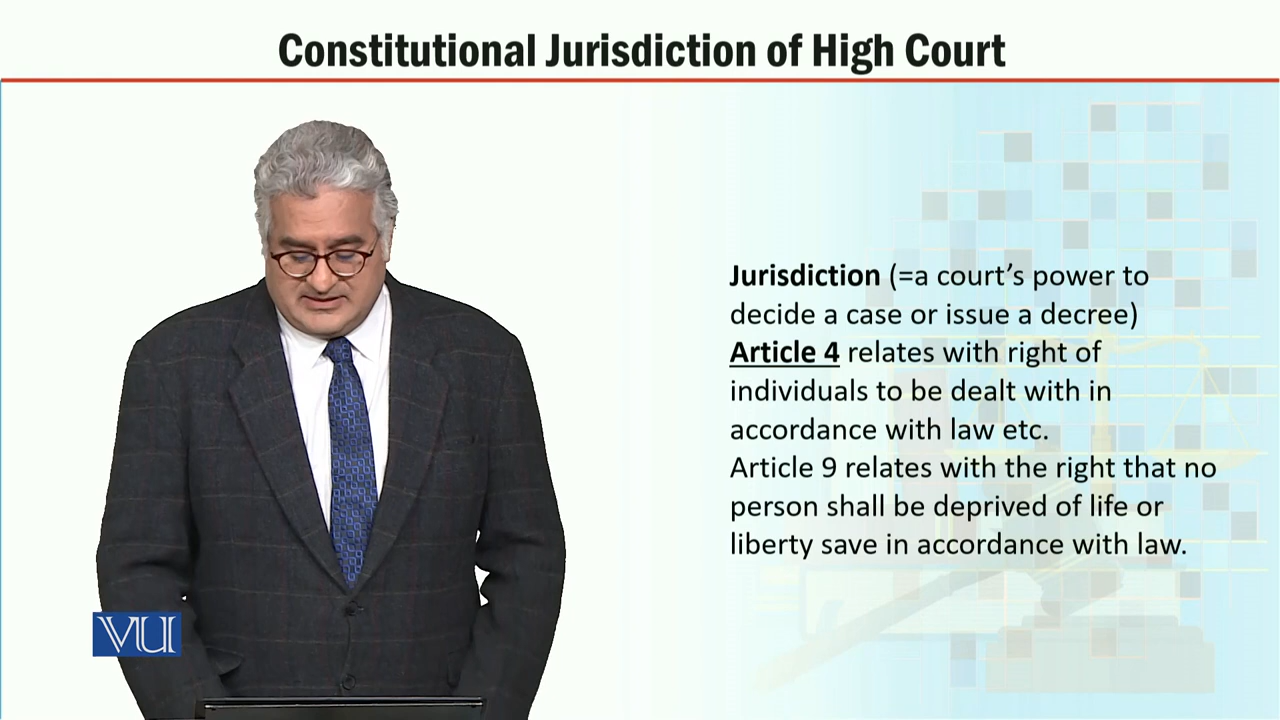 Constitutional Jurisdiction of High Court
Jurisdiction (=a court’s power to
decide a case or issue a decree)
Article 4 relates with right of
individuals to be dealt with in
accordance with law etc.
Article 9 relates with the right that no
person shall be deprived of life or
liberty save in accordance with law.
VU